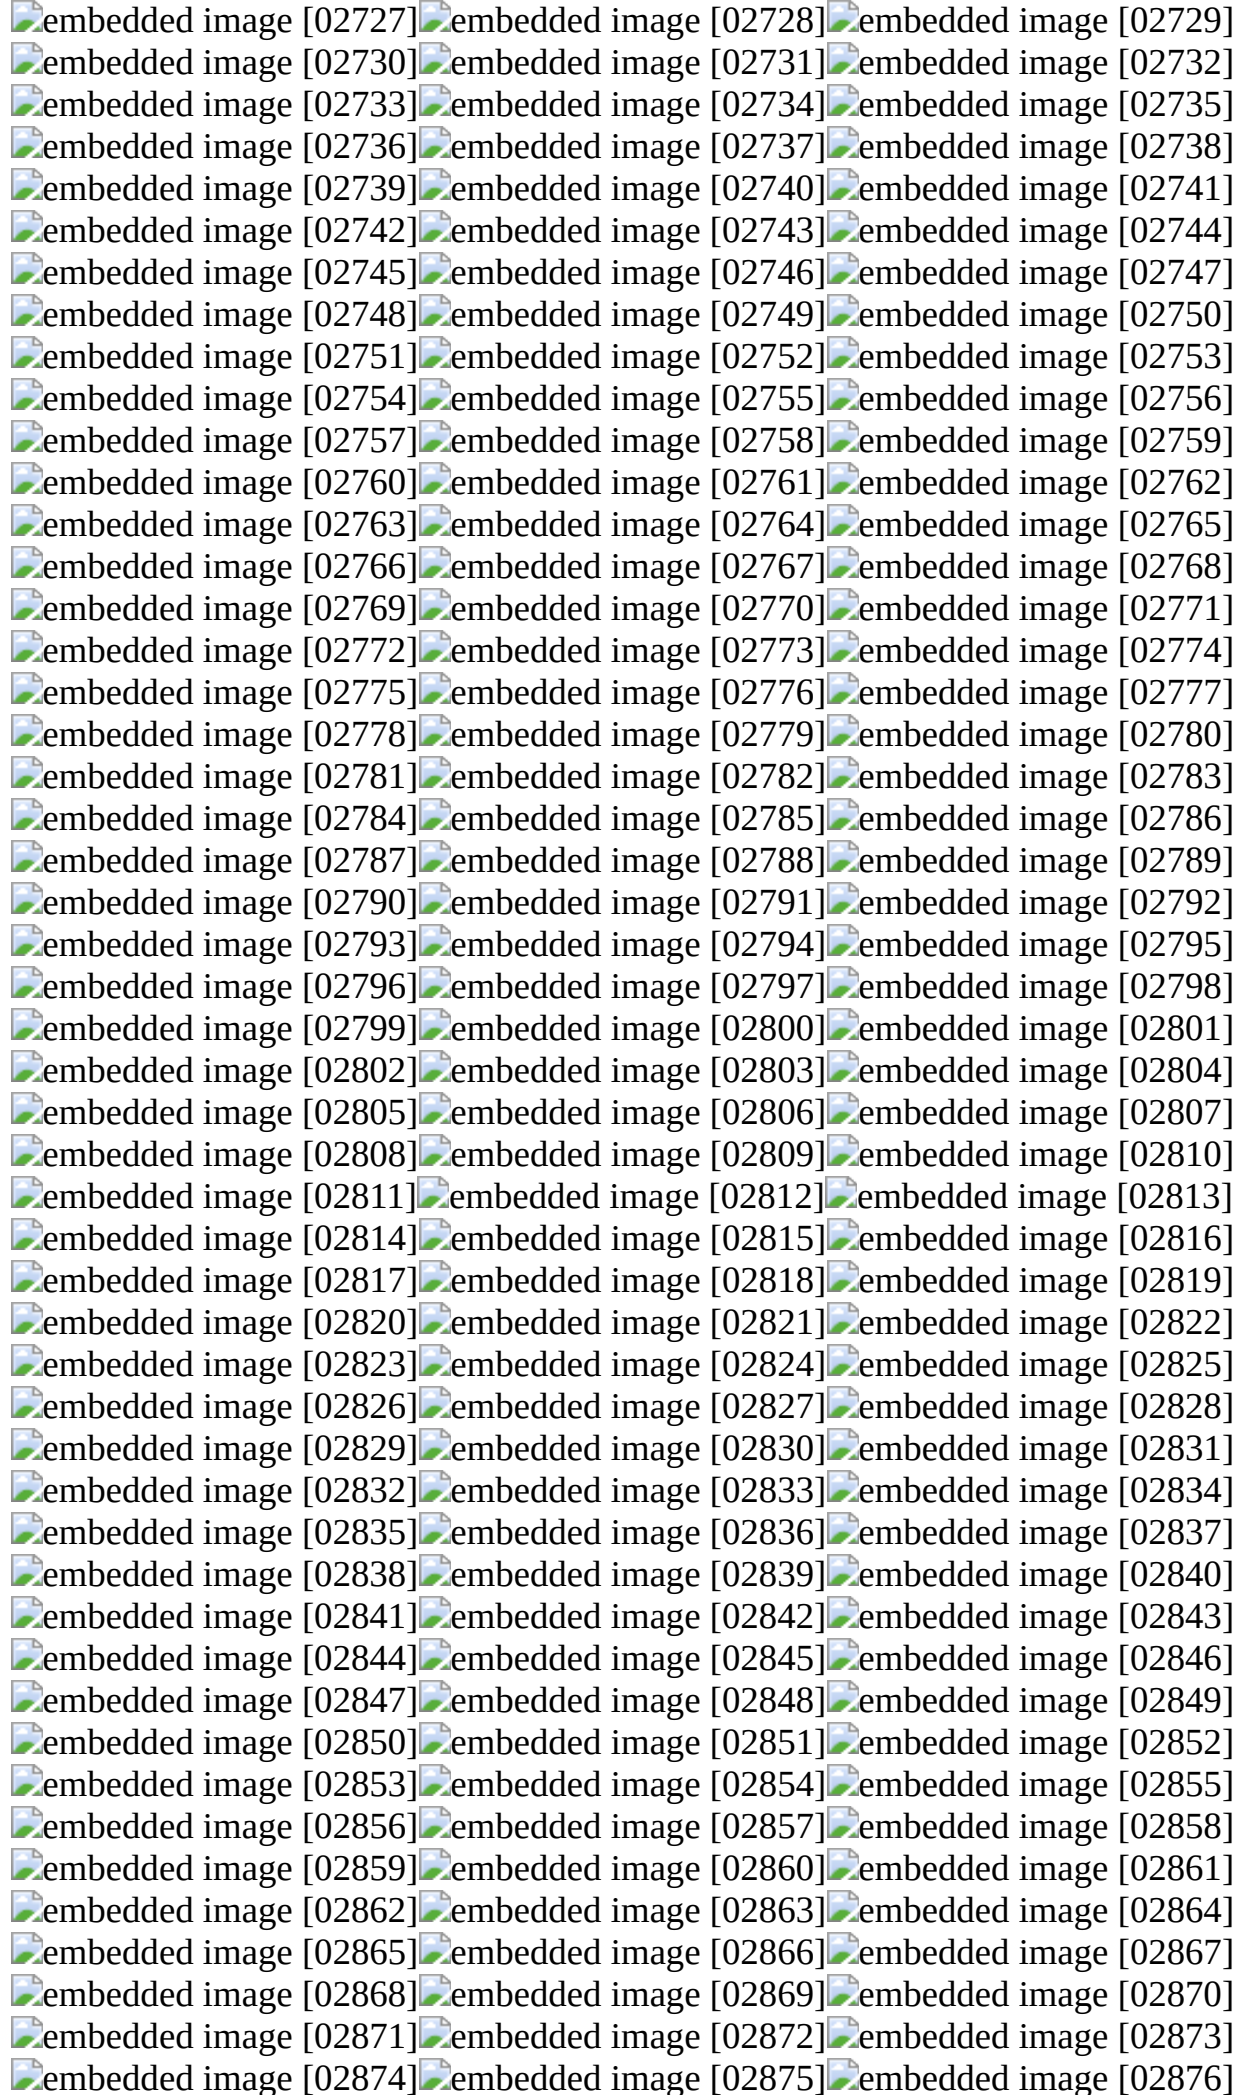 embedded image [02727]embedded image [02728]embedded image [02729]
embedded image [02730]embedded image [02731]embedded image [02732]
embedded image [02733]embedded image [02734]embedded image [02735]
embedded image [02736]embedded image [02737]embedded image [02738]
embedded image [02739]embedded image [02740]embedded image [02741]
embedded image [02742]embedded image [02743]embedded image [02744]
embedded image [02745]embedded image [02746]embedded image [02747]
embedded image [02748]embedded image [02749]embedded image [02750]
embedded image [02751]embedded image [02752]embedded image [02753]
embedded image [02754]embedded image [02755]embedded image [02756]
embedded image [02757]embedded image [02758]embedded image [02759]
embedded image [02760]embedded image [02761]embedded image [02762]
embedded image [02763]embedded image [02764]embedded image [02765]
embedded image [02766]embedded image [02767]embedded image [02768]
embedded image [02769]embedded image [02770]embedded image [02771]
embedded image [02772]embedded image [02773]embedded image [02774]
embedded image [02775]embedded image [02776]embedded image [02777]
embedded image [02778]embedded image [02779]embedded image [02780]
embedded image [02781]embedded image [02782]embedded image [02783]
embedded image [02784]embedded image [02785]embedded image [02786]
embedded image [02787]embedded image [02788]embedded image [02789]
embedded image [02790]embedded image [02791]embedded image [02792]
embedded image [02793]embedded image [02794]embedded image [02795]
embedded image [02796]embedded image [02797]embedded image [02798]
embedded image [02799]embedded image [02800]embedded image [02801]
embedded image [02802]embedded image [02803]embedded image [02804]
embedded image [02805]embedded image [02806]embedded image [02807]
embedded image [02808]embedded image [02809]embedded image [02810]
embedded image [02811]embedded image [02812]embedded image [02813]
embedded image [02814]embedded image [02815]embedded image [02816]
embedded image [02817]embedded image [02818]embedded image [02819]
embedded image [02820]embedded image [02821]embedded image [02822]
embedded image [02823]embedded image [02824]embedded image [02825]
embedded image [02826]embedded image [02827]embedded image [02828]
embedded image [02829]embedded image [02830]embedded image [02831]
embedded image [02832]embedded image [02833]embedded image [02834]
embedded image [02835]embedded image [02836]embedded image [02837]
embedded image [02838]embedded image [02839]embedded image [02840]
embedded image [02841]embedded image [02842]embedded image [02843]
embedded image [02844]embedded image [02845]embedded image [02846]
embedded image [02847]embedded image [02848]embedded image [02849]
embedded image [02850]embedded image [02851]embedded image [02852]
embedded image [02853]embedded image [02854]embedded image [02855]
embedded image [02856]embedded image [02857]embedded image [02858]
embedded image [02859]embedded image [02860]embedded image [02861]
embedded image [02862]embedded image [02863]embedded image [02864]
embedded image [02865]embedded image [02866]embedded image [02867]
embedded image [02868]embedded image [02869]embedded image [02870]
embedded image [02871]embedded image [02872]embedded image [02873]
embedded image [02874]embedded image [02875]embedded image [02876]